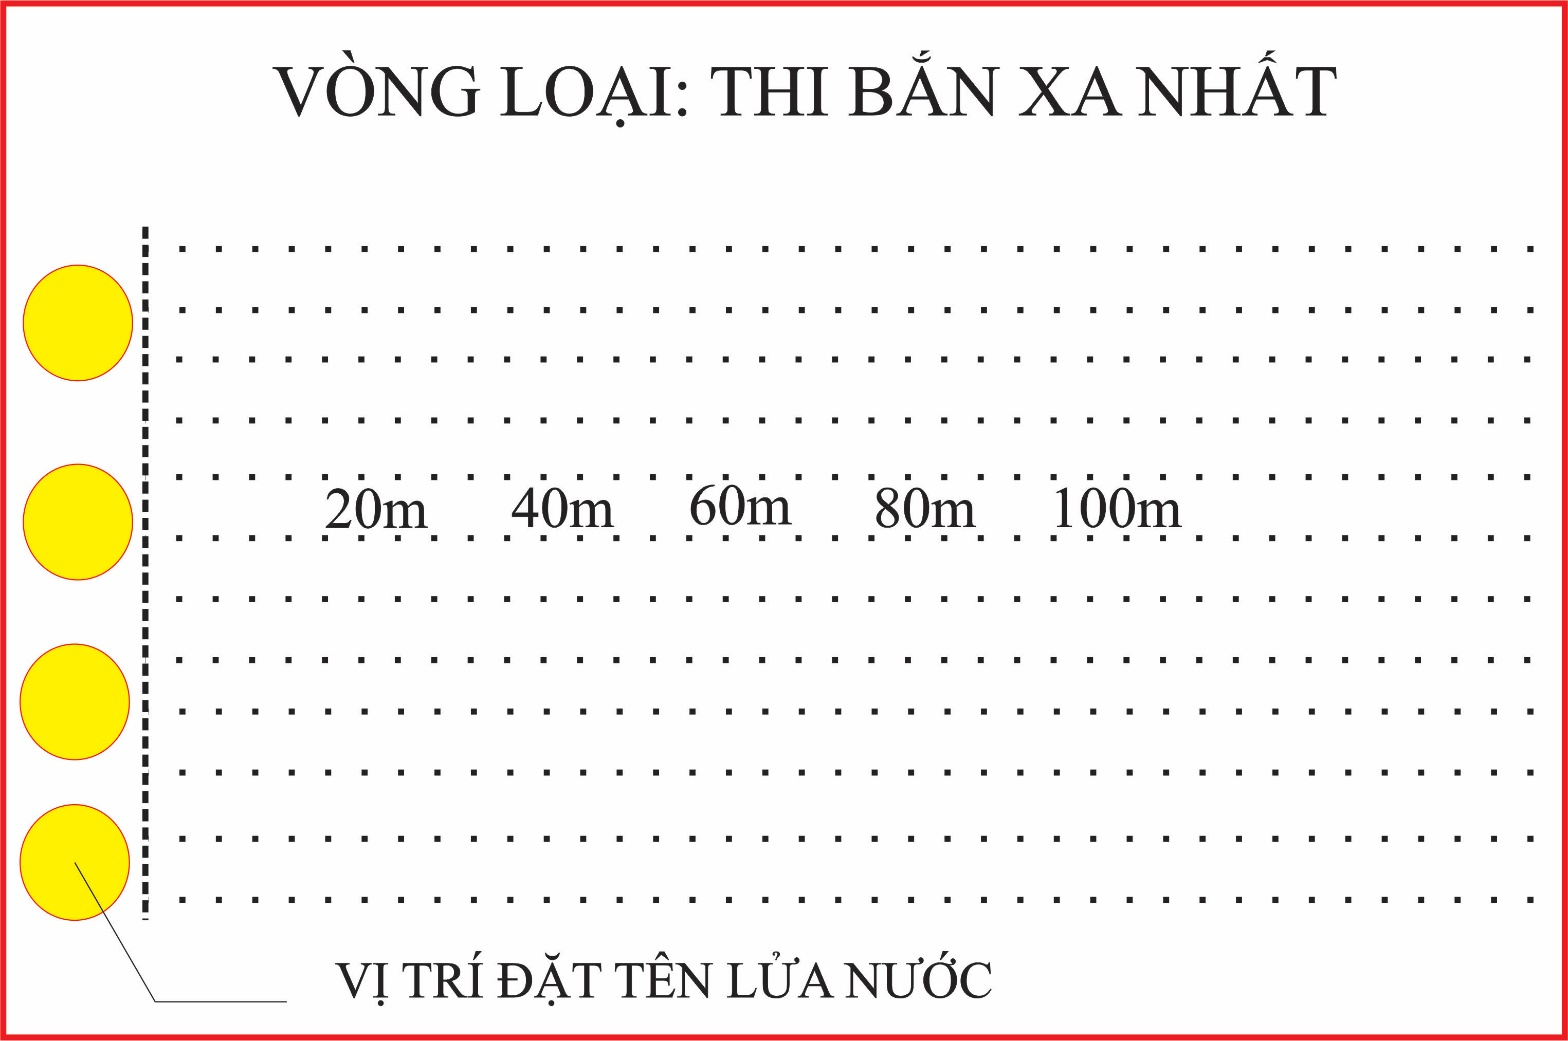 VÒNG LOẠI: THI BẮN XA NHẤT
20m 40m 60m 80m 100m
VỊ TRÍ ĐẶT TÊN LỬA NƯỚC